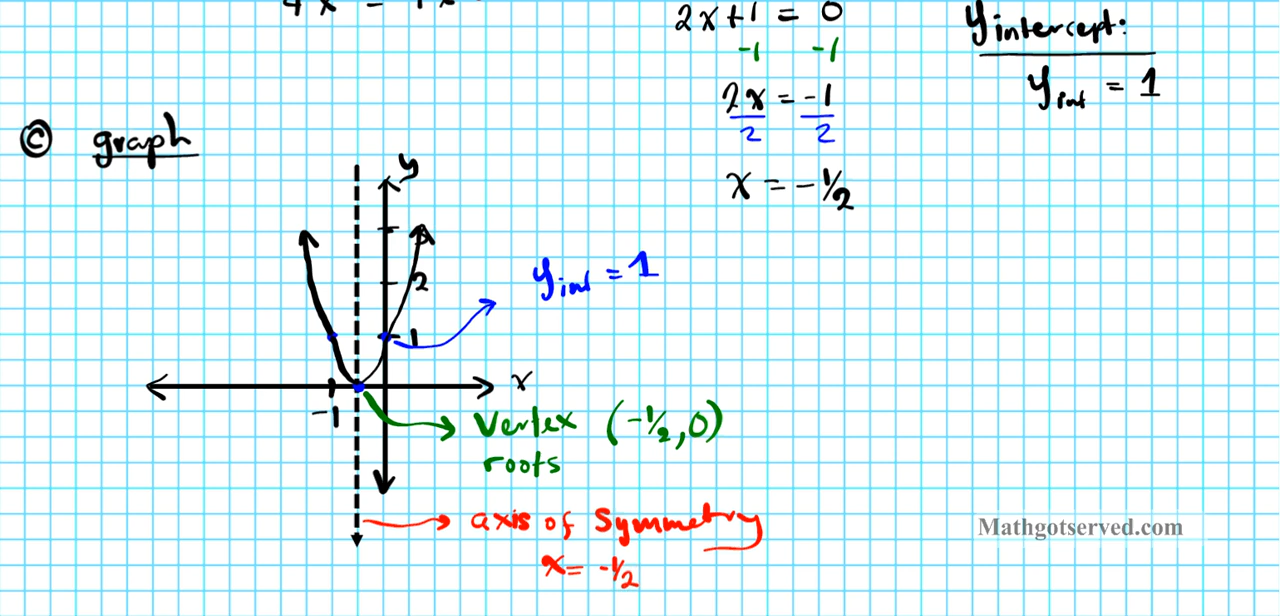 2x+1 = 0
-1 -1
2x = -1
2 2
x = -1/2
y intercept:
y int = 1
© graph
y
2
1
y int = 1
x
-1
Vertex (-1/2, 0)
roots
axis of Symmetry
x = -1/2
Mathgotserved.com